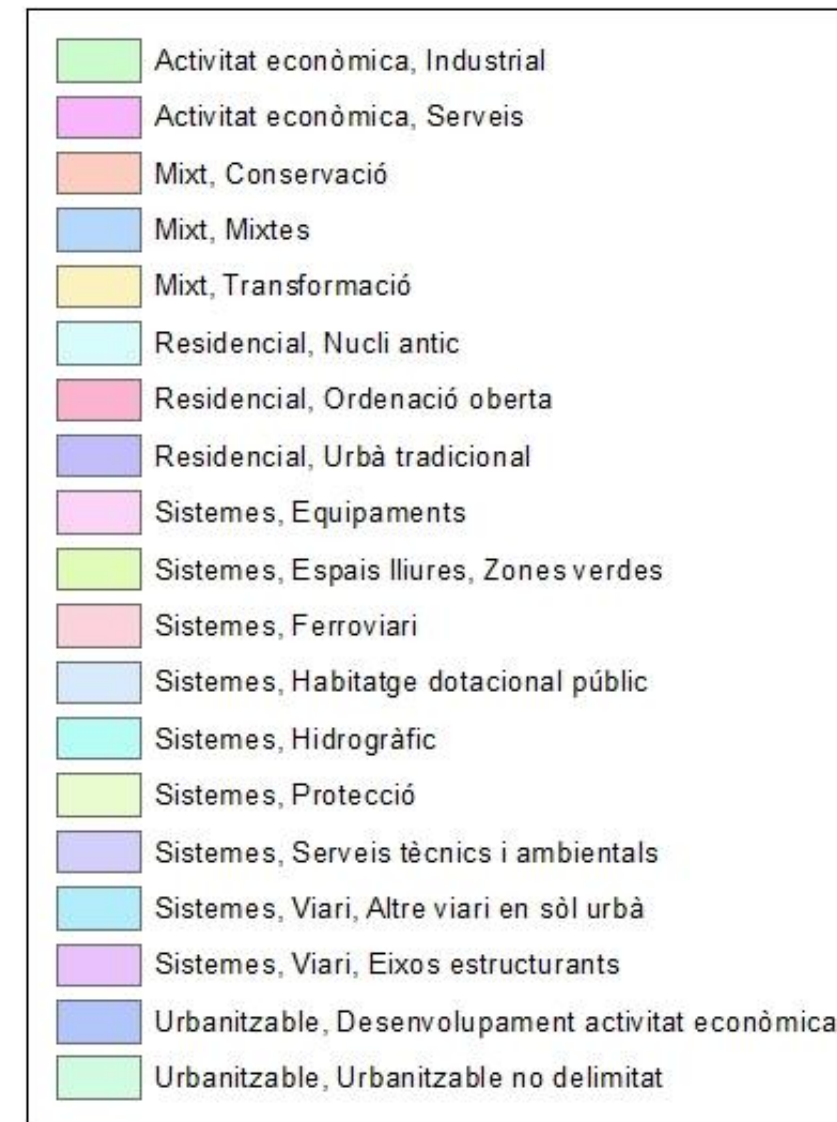 Activitat econòmica, Industrial
Activitat econòmica, Serveis
Mixt, Conservació
Mixt, Mixtes
Mixt, Transformació
Residencial, Nucli antic
Residencial, Ordenació oberta
Residencial, Urbà tradicional
Sistemes, Equipaments
Sistemes, Espais lliures, Zones verdes
Sistemes, Ferroviari
Sistemes, Habitatge dotacional públic
Sistemes, Hidrogràfic
Sistemes, Protecció
Sistemes, Serveis tècnics i ambientals
Sistemes, Viari, Altre viari en sòl urbà
Sistemes, Viari, Eixos estructurants
Urbanitzable, Desenvolupament activitat econòmica
Urbanitzable, Urbanitzable no delimitat